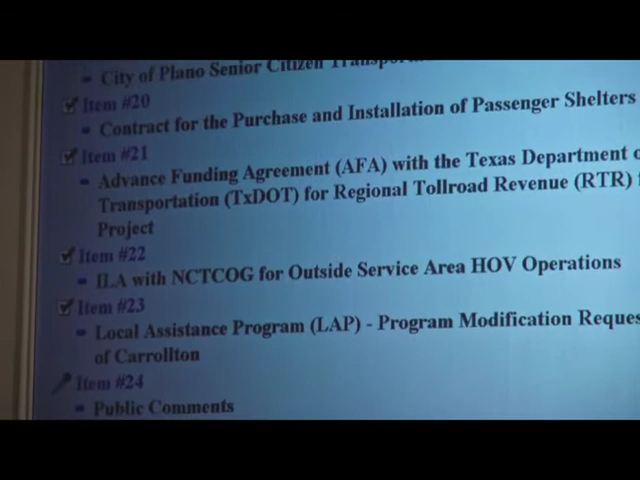 City of Plano Senior Citizen
Item #20
Contract for the Purchase and Installation of Passenger Shelters
Item #21
Advance Funding Agreement (AFA) with the Texas Department
Transportation (TxDOT) for Regional Tollroad Revenue (RTR)
Project
Item #22
ILA with NCTCOG for Outside Service Area HOV Operations
Item #23
Local Assistance Program (LAP) - Program Modification
of Carrollton
Item #24
Public Comments